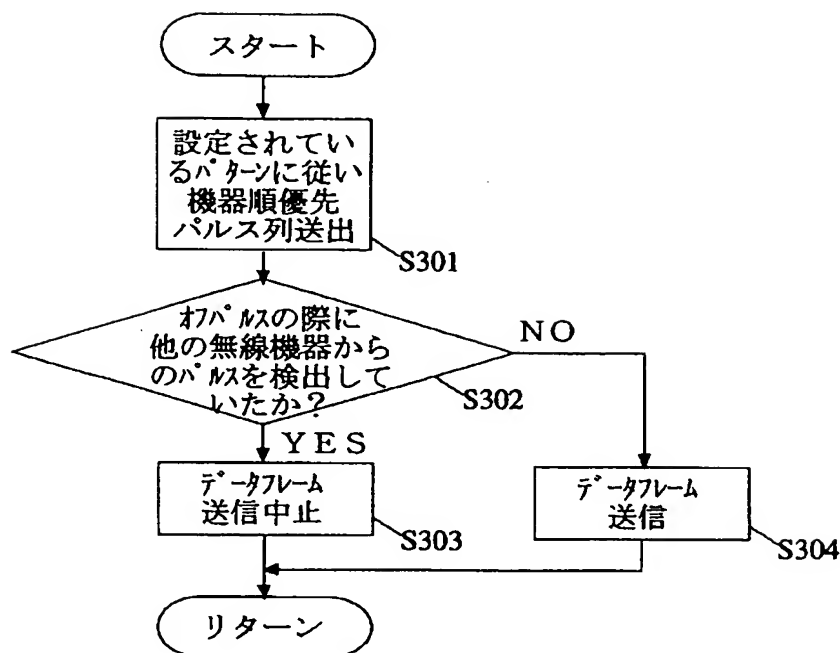 スタート
設定されてい
るパターンに従い
機器順優先
パルス列送出
S301
オフパルスの際に
他の無線機器から
のパルスを検出して
いたか？
NO
S302
YES
データフレーム
送信中止
S303
データフレーム
送信
S304
リターン